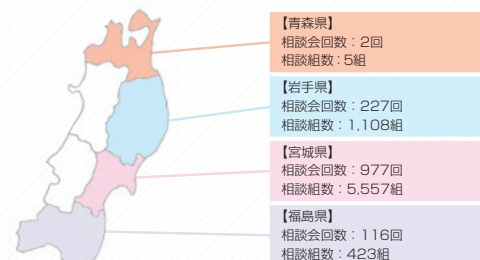 【青森県】
相談会回数：2回
相談組数：5組
【岩手県】
相談会回数：227回
相談組数：1,108組
【宮城県】
相談会回数：977回
相談組数：5,557組
【福島県】
相談会回数：116回
相談組数：423組